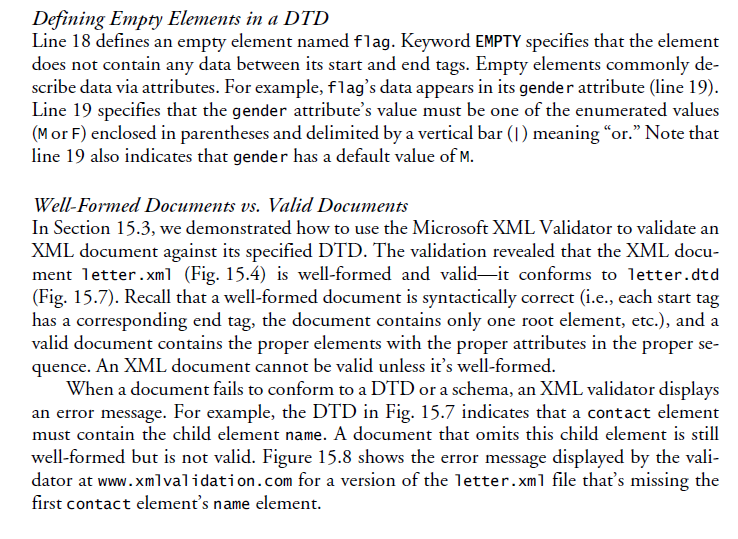 Defining Empty Elements in a DTD
Line 18 defines an empty element named flag. Keyword EMPTY specifies that the element
does not contain any data between its start and end tags. Empty elements commonly de-
scribe data via attributes. For example, flag's data appears in its gender attribute (line 19).
Line 19 specifies that the gender attribute's value must be one of the enumerated values
(M or F) enclosed in parentheses and delimited by a vertical bar (|) meaning “or.” Note that
line 19 also indicates that gender has a default value of M.
Well-Formed Documents vs. Valid Documents
In Section 15.3, we demonstrated how to use the Microsoft XML Validator to validate an
XML document against its specified DTD. The validation revealed that the XML docu-
ment letter.xml (Fig. 15.4) is well-formed and valid—it conforms to letter.dtd
(Fig. 15.7). Recall that a well-formed document is syntactically correct (i.e., each start tag
has a corresponding end tag, the document contains only one root element, etc.), and a
valid document contains the proper elements with the proper attributes in the proper se-
quence. An XML document cannot be valid unless it's well-formed.
When a document fails to conform to a DTD or a schema, an XML validator displays
an error message. For example, the DTD in Fig. 15.7 indicates that a contact element
must contain the child element name. A document that omits this child element is still
well-formed but is not valid. Figure 15.8 shows the error message displayed by the vali-
dator at www.xmlvalidation.com for a version of the letter.xml file that's missing the
first contact element's name element.